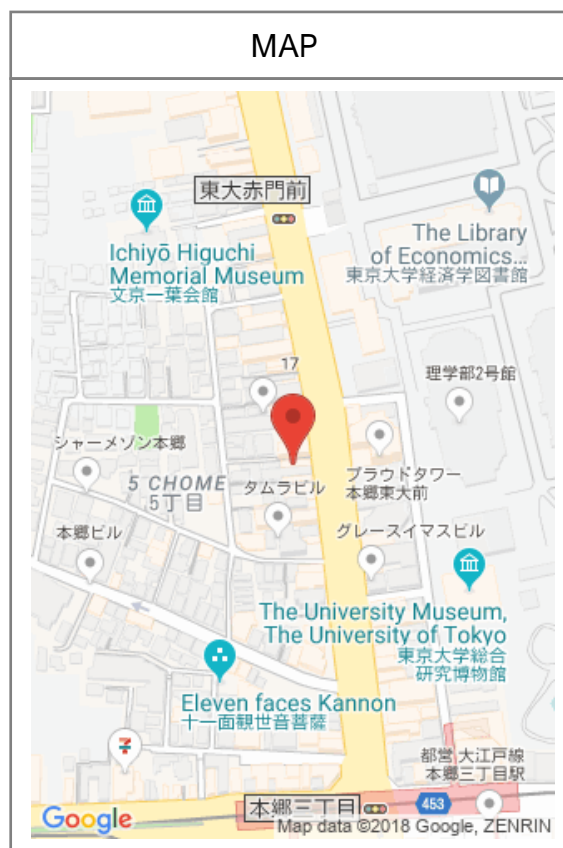 MAP
東大赤門前
Ichiyō Higuchi
Memorial Museum
文京一葉会館
The Library
of Economics...
東京大学経済学図書館
17
理学部2号館
シャーメゾン本郷
5 CHOME
5丁目
タムラビル
プラウドタワー
本郷東大前
本郷ビル
グレースイマスビル
The University Museum,
The University of Tokyo
東京大学総合
研究博物館
Eleven faces Kannon
十一面観世音菩薩
7
都営 大江戸線
本郷三丁目駅
本郷三丁目
453
Google
Map data ©2018 Google, ZENRIN